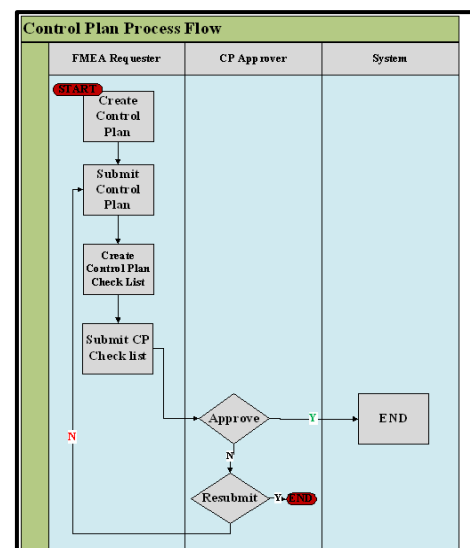 Control Plan Process Flow
FMEA Requester
CP Approver
System
START
Create
Control
Plan
Submit
Control
Plan
Create
Control Plan
Check List
Submit CP
Check list
Approve
Y
END
N
N
Resubmit
Y
END